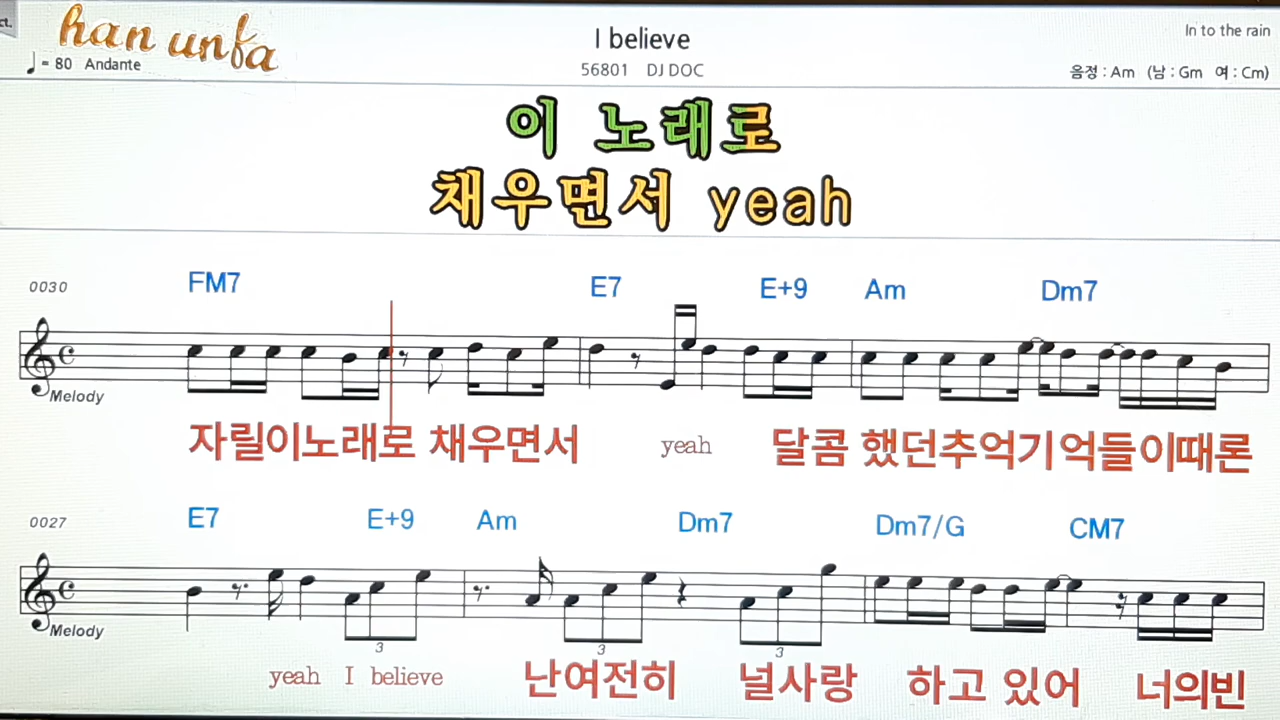 ct.
han unfa
I believe
In to the rain
♩ = 80 Andante
56801 DJ DOC
음정 : Am (남 : Gm 여 : Cm)
이 노래로
채우면서 yeah
0030 FM7 E7 E+9 Am Dm7
Melody
자릴이노래로 채우면서 yeah 달콤 했던추억기억들이때론
0027 E7 E+9 Am Dm7 Dm7/G CM7
Melody
3 3 3
yeah I believe 난여전히 널사랑 하고 있어 너의빈